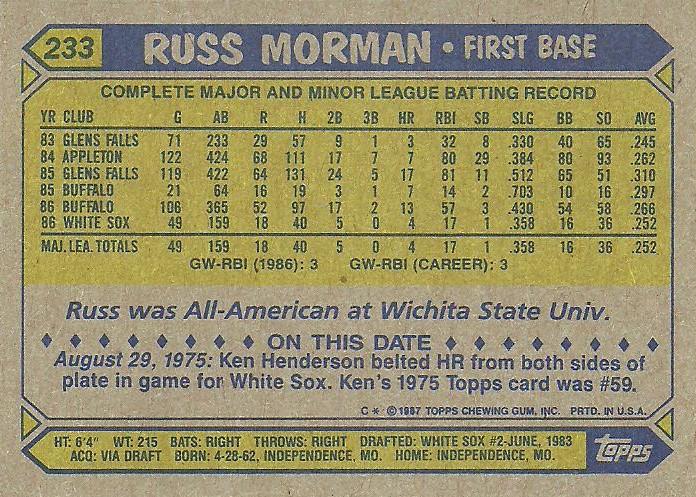 233 RUSS MORMAN • FIRST BASE
COMPLETE MAJOR AND MINOR LEAGUE BATTING RECORD
YR CLUB G AB R H 2B 3B HR RBI SB SLG BB SO AVG
83 GLENS FALLS 71 233 29 57 9 1 3 32 8 .330 40 65 .245
84 APPLETON 122 424 68 111 17 7 7 80 29 .384 80 93 .262
85 GLENS FALLS 119 422 64 131 24 5 17 81 11 .512 65 51 .310
85 BUFFALO 21 64 16 19 3 1 7 14 2 .703 10 16 .297
86 BUFFALO 106 365 52 97 17 2 13 57 3 .430 54 58 .266
86 WHITE SOX 49 159 18 40 5 0 4 17 1 .358 16 36 .252
MAJ. LEA. TOTALS 49 159 18 40 5 0 4 17 1 .358 16 36 .252
GW-RBI (1986): 3 GW-RBI (CAREER): 3
Russ was All-American at Wichita State Univ.
♦ ♦ ♦ ♦ ♦ ♦ ♦ ♦ ON THIS DATE ♦ ♦ ♦ ♦ ♦ ♦ ♦ ♦
August 29, 1975: Ken Henderson belted HR from both sides of
plate in game for White Sox. Ken's 1975 Topps card was #59.
C * ©1987 TOPPS CHEWING GUM, INC. PRTD. IN U.S.A.
HT: 6'4" WT: 215 BATS: RIGHT THROWS: RIGHT DRAFTED: WHITE SOX #2-JUNE, 1983
ACQ: VIA DRAFT BORN: 4-28-62, INDEPENDENCE, MO. HOME: INDEPENDENCE, MO.
topps